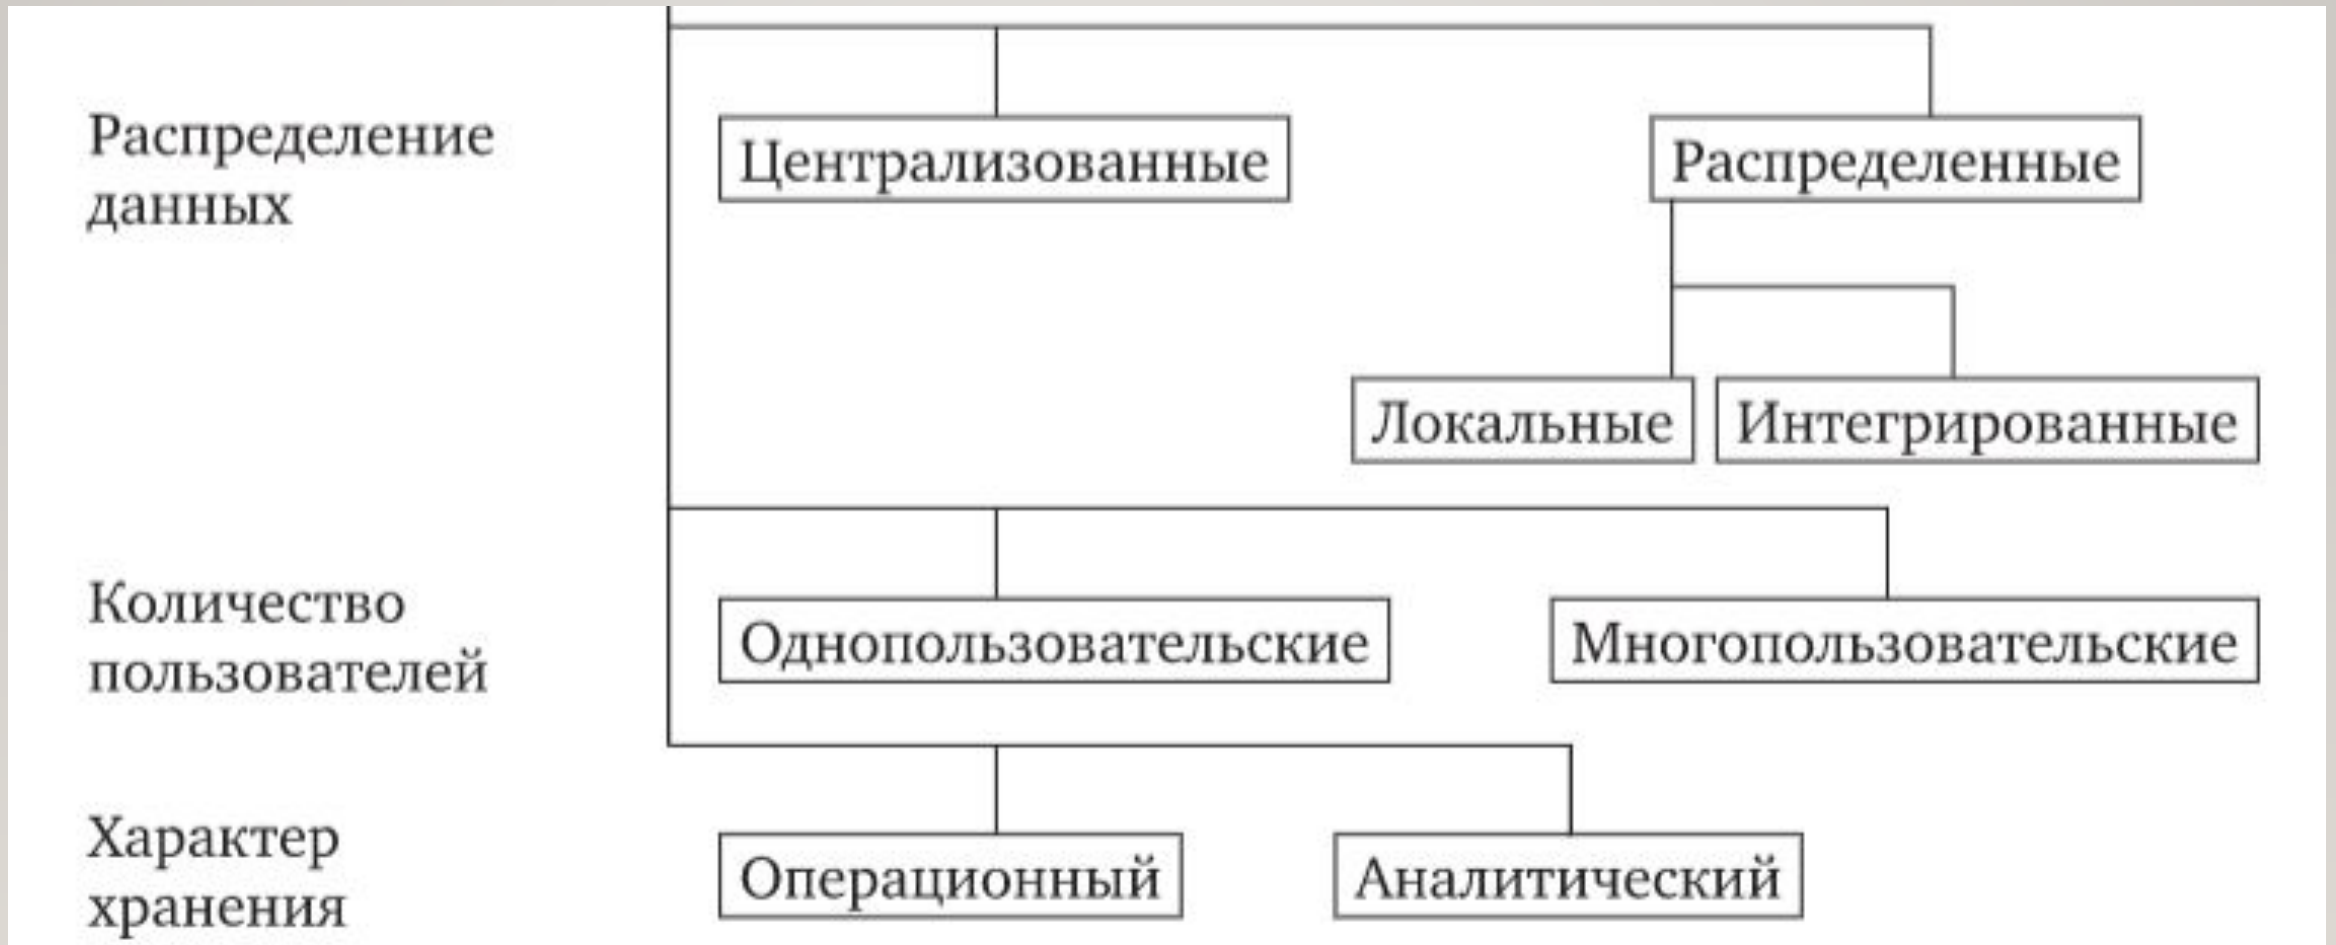 Распределение
данных
Централизованные
Распределенные
Локальные
Интегрированные
Количество
пользователей
Однопользовательские
Многопользовательские
Характер
хранения
Операционный
Аналитический